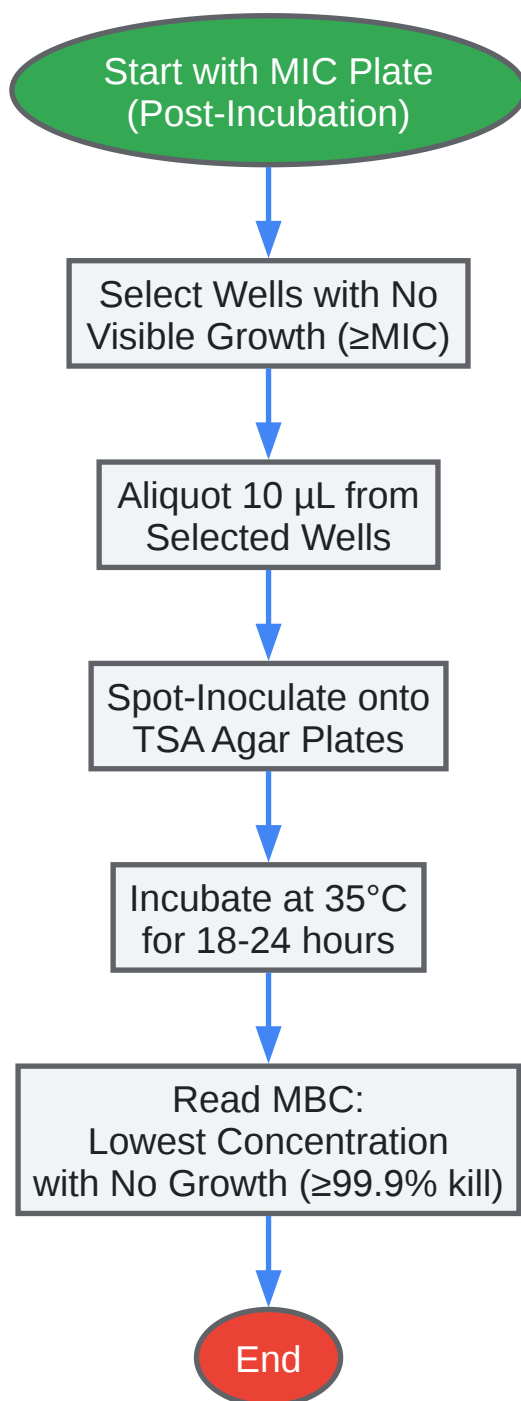 Start with MIC Plate
(Post-Incubation)
Select Wells with No
Visible Growth (≥MIC)
Aliquot 10 µL from
Selected Wells
Spot-Inoculate onto
TSA Agar Plates
Incubate at 35°C
for 18-24 hours
Read MBC:
Lowest Concentration
with No Growth (≥99.9% kill)
End